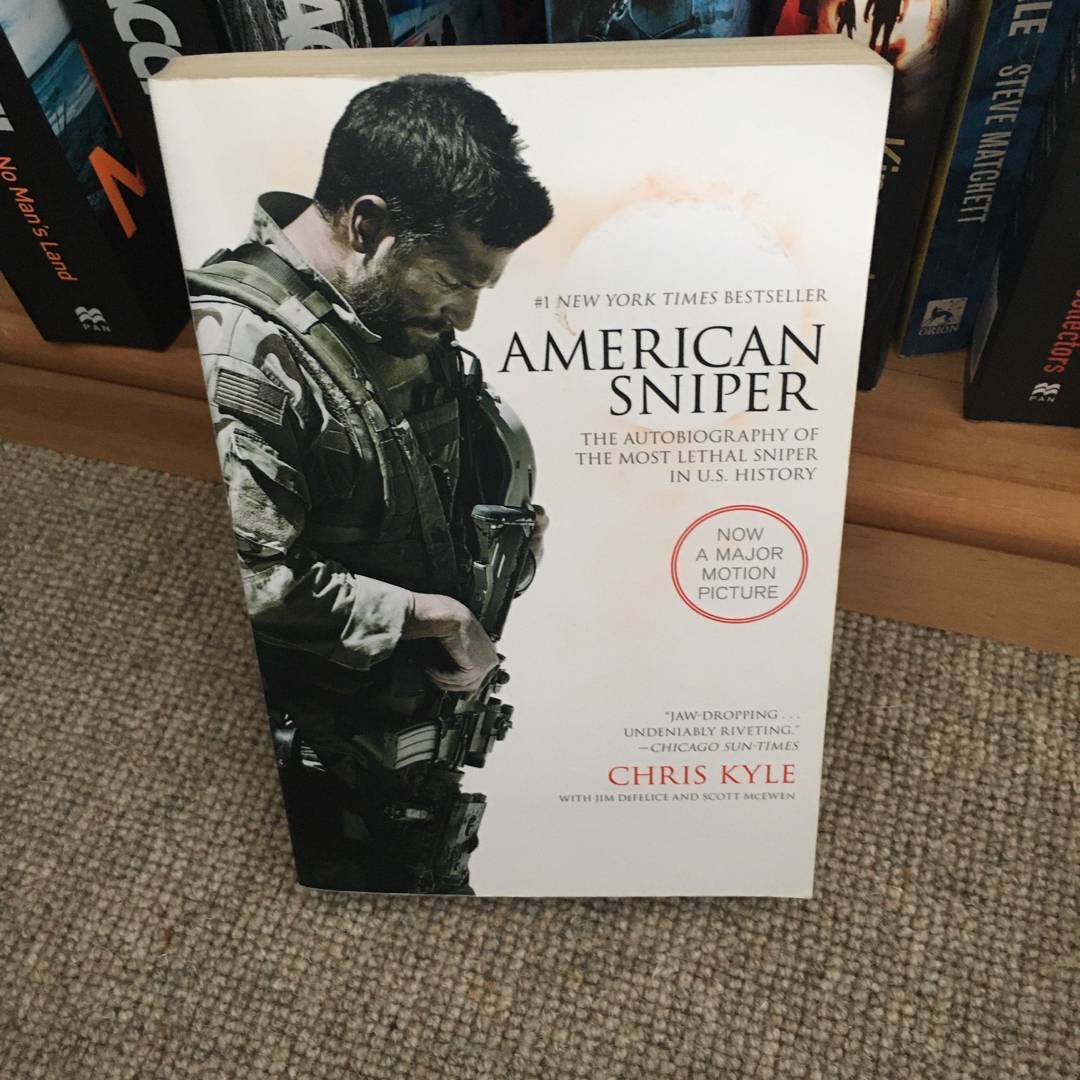 #1 NEW YORK TIMES BESTSELLER
AMERICAN
SNIPER
THE AUTOBIOGRAPHY OF
THE MOST LETHAL SNIPER
IN U.S. HISTORY
NOW
A MAJOR
MOTION
PICTURE
"JAW-DROPPING . . .
UNDENIABLY RIVETING."
—CHICAGO SUN-TIMES
CHRIS KYLE
WITH JIM DeFELICE AND SCOTT McEWEN
No Man's Land
PAN
STEVE MATCHETT
ORION
PAN